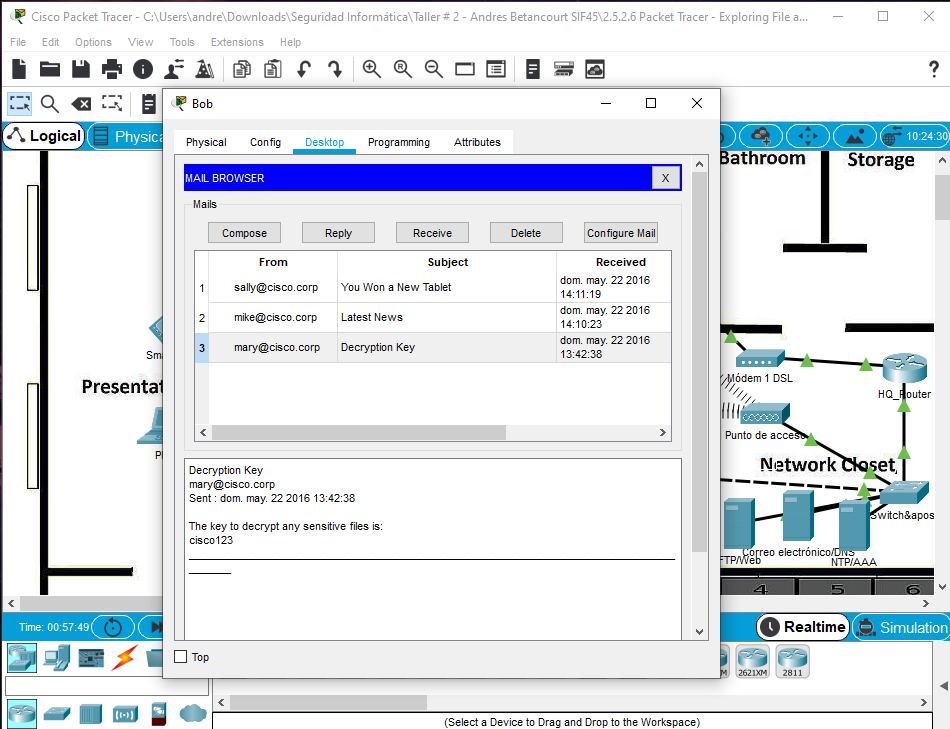 Cisco Packet Tracer - C:\Users\andre\Downloads\Seguridad Informática\Taller # 2 - Andres Betancourt SIF45\2.5.2.6 Packet Tracer - Exploring File a...
File Edit Options View Tools Extensions Help
?
Bob
Logical
Physica
10:24:30
Physical Config Desktop Programming Attributes
Bathroom
Storage
MAIL BROWSER
X
Mails
Compose Reply Receive Delete Configure Mail
From Subject Received
1 sally@cisco.corp You Won a New Tablet dom. may. 22 2016
14:11:19
2 mike@cisco.corp Latest News dom. may. 22 2016
14:10:23
3 mary@cisco.corp Decryption Key dom. may. 22 2016
13:42:38
Sma
Presentat
Módem 1 DSL
HQ_Router
Punto de acceso
Network Closet
Switch&apos
Correo electrónico/DNS
FTP/Web
NTP/AAA
4 5 6
Decryption Key
mary@cisco.corp
Sent : dom. may. 22 2016 13:42:38
The key to decrypt any sensitive files is:
cisco123
Top
Time: 00:57:49
Realtime
Simulation
2621XM
2811
(Select a Device to Drag and Drop to the Workspace)